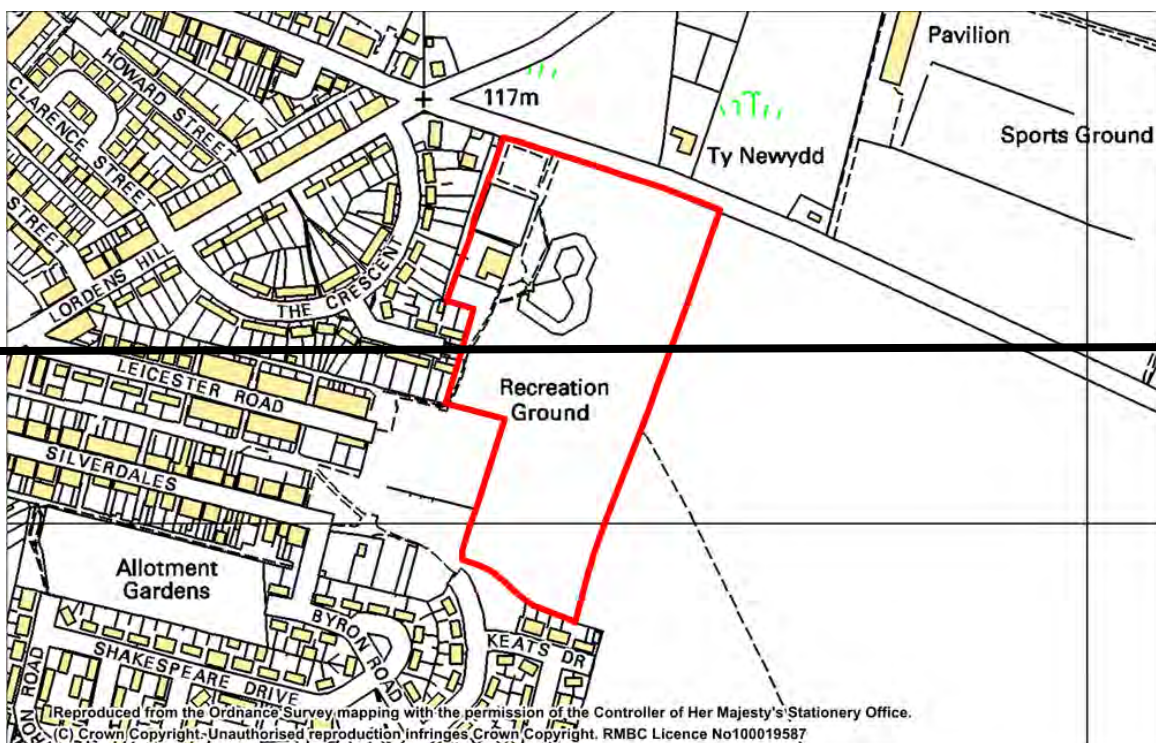 Pavilion
HOWARD STREET
117m
CLARENCE STREET
Sports Ground
Ty Newydd
STREET
LORDENS HILL
THE CRESCENT
LEICESTER ROAD
Recreation
Ground
SILVERDALES
Allotment
Gardens
BYRON ROAD
KEATS DR
SHAKESPEARE DRIVE
ON ROAD
Reproduced from the Ordnance Survey mapping with the permission of the Controller of Her Majesty's Stationery Office.
(C) Crown Copyright. Unauthorised reproduction infringes Crown Copyright. RMBC Licence No100019587